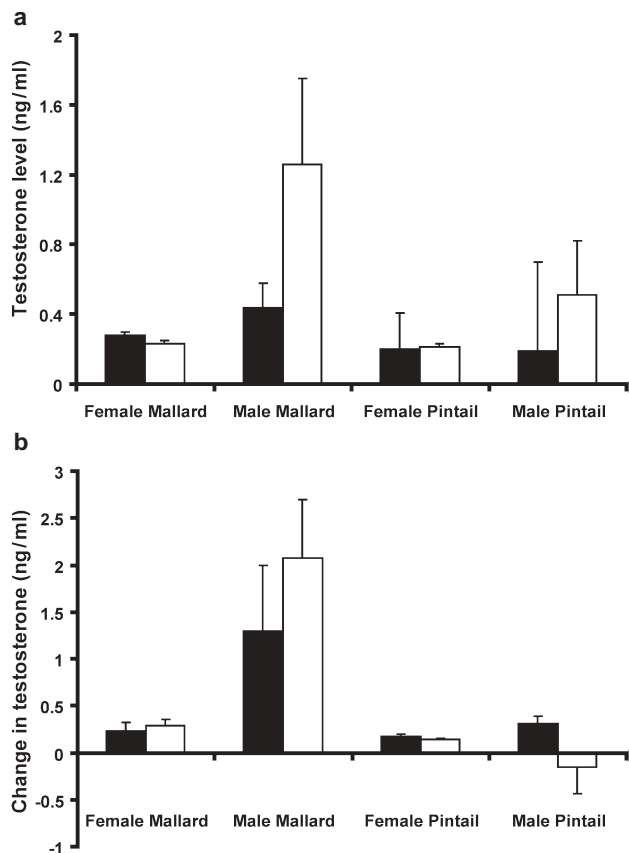 a
Testosterone level (ng/ml)
2
1.6
1.2
0.8
0.4
0
Female Mallard Male Mallard Female Pintail Male Pintail
b
Change in testosterone (ng/ml)
3
2.5
2
1.5
1
0.5
0
-0.5
-1
Female Mallard Male Mallard Female Pintail Male Pintail